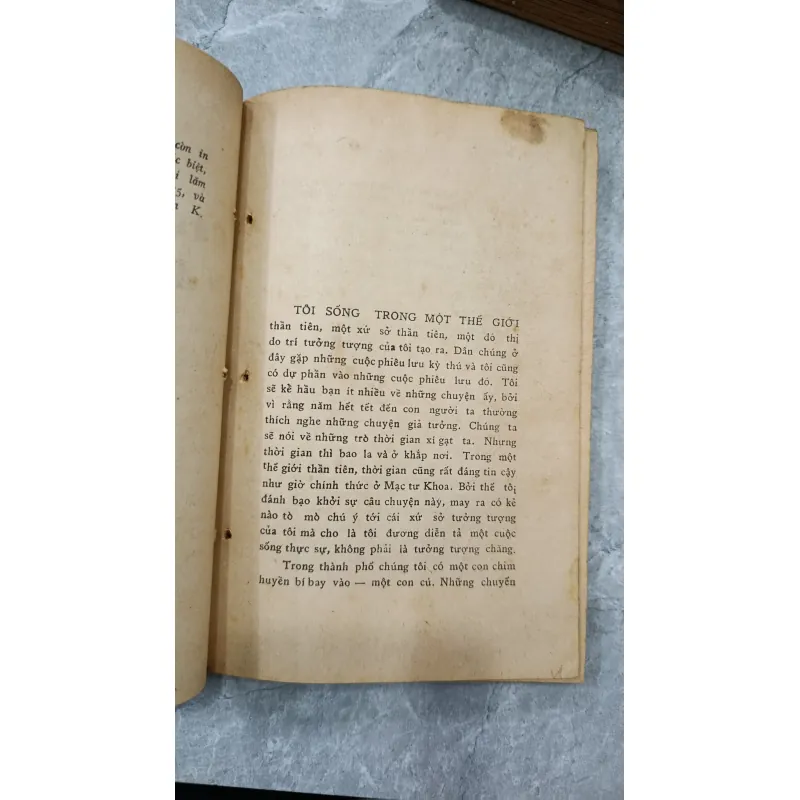 còn in
c biệt,
i lãm
5, và
K.
TÔI SỐNG TRONG MỘT THẾ GIỚI
thần tiên, một xứ sở thần tiên, một dò thị
do trí tưởng tượng của tôi tạo ra. Dân chúng ở
đây gặp những cuộc phiêu lưu kỳ thú và tôi cũng
có dự phần vào những cuộc phiêu lưu đó. Tôi
sẽ kể hầu bạn ít nhiều về những chuyện ấy, bởi
vì rằng năm hết tết đến con người ta thường
thích nghe những chuyện giả tưởng. Chúng ta
sẽ nói về những trò thời gian xí gạt ta. Nhưng
thời gian thì bao la và ở khắp nơi. Trong một
thế giới thần tiên, thời gian cũng rất đáng tin cậy
như giờ chính thức ở Mạc tư Khoa. Bởi thế tôi
đánh bạo khởi sự câu chuyện này, may ra có kẻ
nào tò mò chú ý tới cái xứ sở tưởng tượng
của tôi mà cho là tôi đương diễn tả một cuộc
sống thực sự, không phải là tưởng tượng chăng.
Trong thành phố chúng tôi có một con chim
huyền bí bay vào — một con cú. Những chuyến